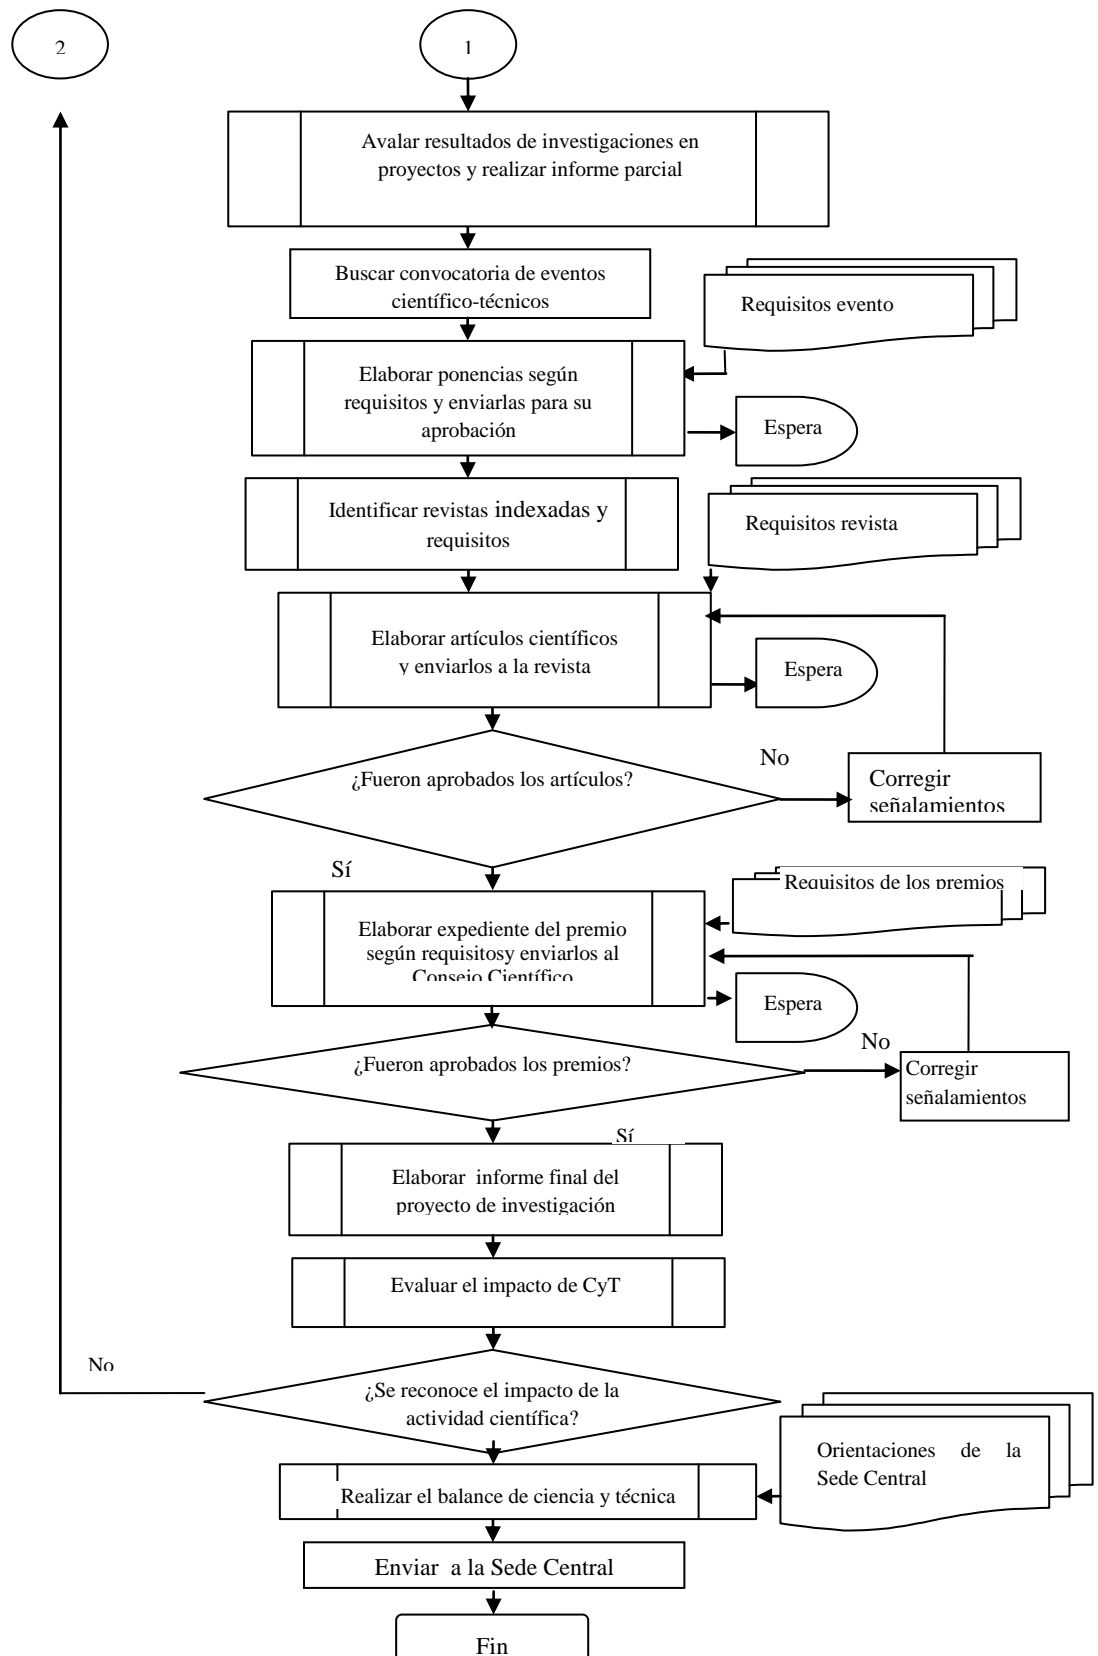 2
1
Avalar resultados de investigaciones en
proyectos y realizar informe parcial
Buscar convocatoria de eventos
científico-técnicos
Requisitos evento
Elaborar ponencias según
requisitos y enviarlas para su
aprobación
Espera
Identificar revistas indexadas y
requisitos
Requisitos revista
Elaborar artículos científicos
y enviarlos a la revista
Espera
¿Fueron aprobados los artículos?
No
Corregir
señalamientos
Sí
Requisitos de los premios
Elaborar expediente del premio
según requisitosy enviarlos al
Consejo Científico
Espera
¿Fueron aprobados los premios?
No
Corregir
señalamientos
Sí
Elaborar informe final del
proyecto de investigación
Evaluar el impacto de CyT
No
¿Se reconoce el impacto de la
actividad científica?
Orientaciones de la
Sede Central
Realizar el balance de ciencia y técnica
Enviar a la Sede Central
Fin